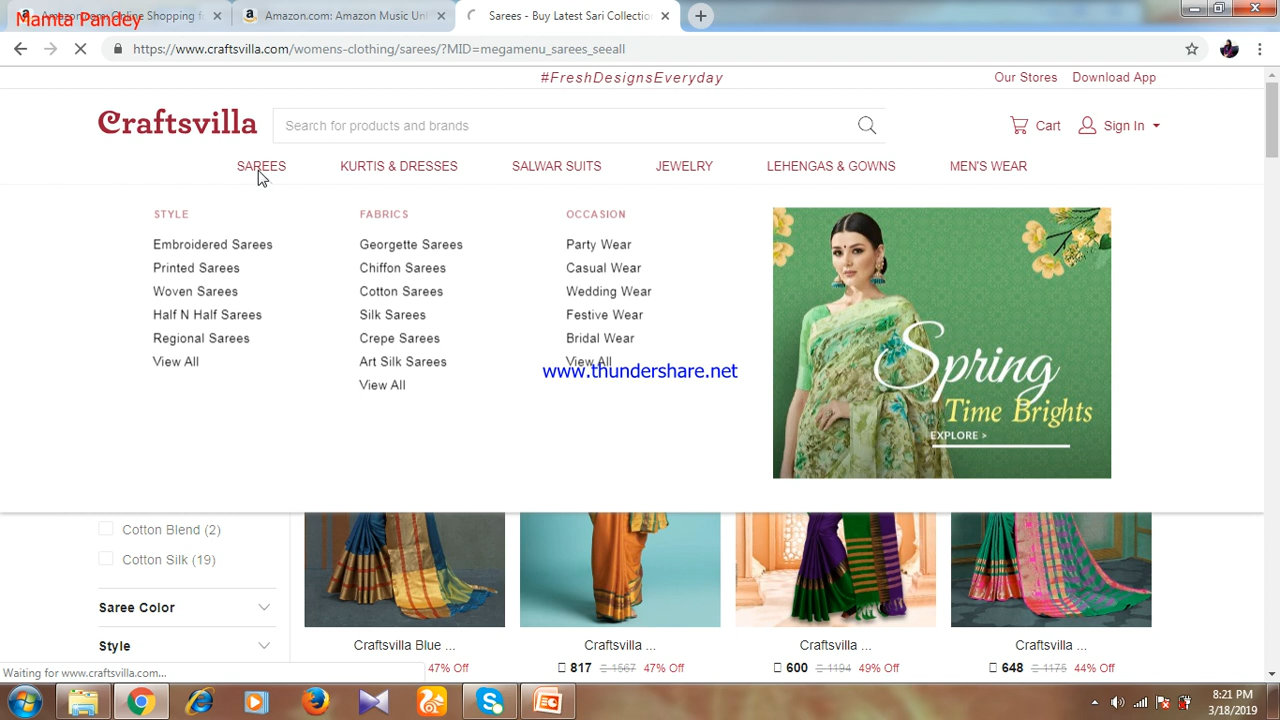 Mamta Pandey
Amazon.com: Online Shopping f
Amazon.com: Amazon Music Unl
Sarees - Buy Latest Sari Collectio
https://www.craftsvilla.com/womens-clothing/sarees/?MID=megamenu_sarees_seeall
#FreshDesignsEveryday
Our Stores Download App
Craftsvilla
Search for products and brands
Cart Sign In
SAREES KURTIS & DRESSES SALWAR SUITS JEWELRY LEHENGAS & GOWNS MEN'S WEAR
STYLE
Embroidered Sarees
Printed Sarees
Woven Sarees
Half N Half Sarees
Regional Sarees
View All
FABRICS
Georgette Sarees
Chiffon Sarees
Cotton Sarees
Silk Sarees
Crepe Sarees
Art Silk Sarees
View All
OCCASION
Party Wear
Casual Wear
Wedding Wear
Festive Wear
Bridal Wear
View All
www.thundershare.net
Spring
Time Brights
EXPLORE >
Cotton Blend (2)
Cotton Silk (19)
Saree Color
Style
Craftsvilla Blue ...
47% Off
Craftsvilla ...
817 1567 47% Off
Craftsvilla ...
600 1194 49% Off
Craftsvilla ...
648 1175 44% Off
Waiting for www.craftsvilla.com...
8:21 PM
3/18/2019